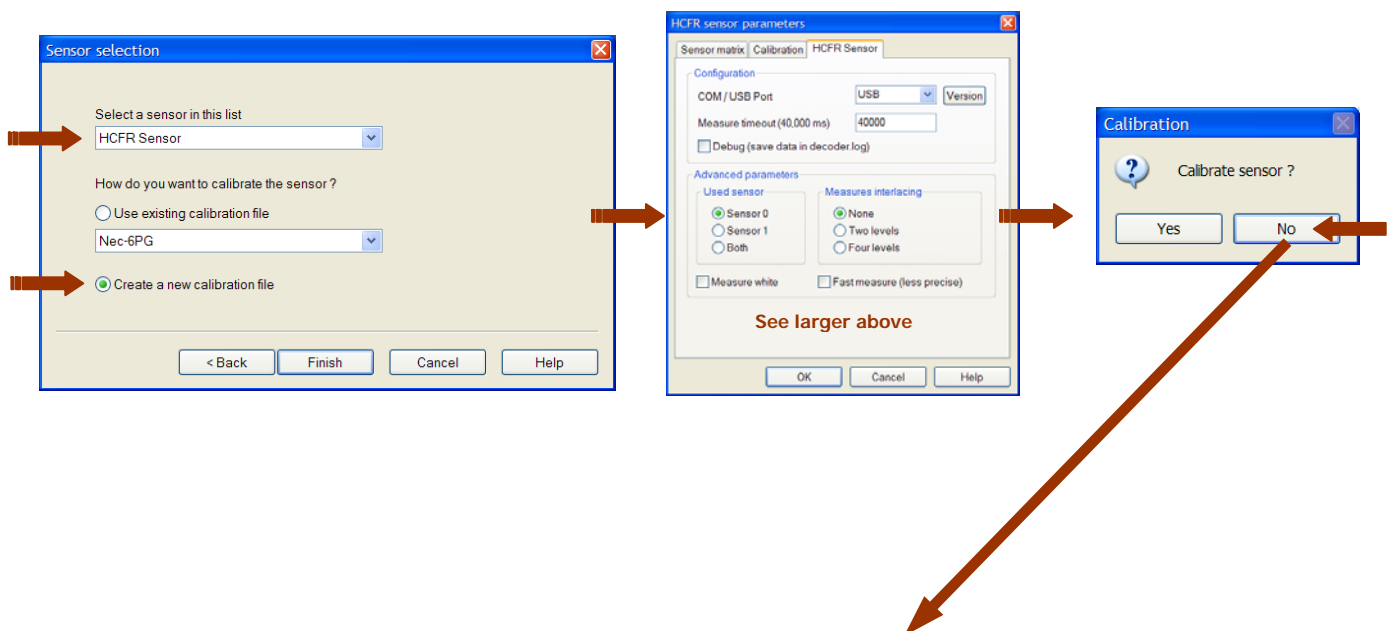 Sensor selection
Select a sensor in this list
HCFR Sensor
How do you want to calibrate the sensor ?
Use existing calibration file
Nec-6PG
Create a new calibration file
< Back Finish Cancel Help
HCFR sensor parameters
Sensor matrix Calibration HCFR Sensor
Configuration
COM / USB Port USB Version
Measure timeout (40,000 ms) 40000
Debug (save data in decoder.log)
Advanced parameters
Used sensor Measures interlacing
Sensor 0 None
Sensor 1 Two levels
Both Four levels
Measure white Fast measure (less precise)
See larger above
OK Cancel Help
Calibration
Calibrate sensor ?
Yes No